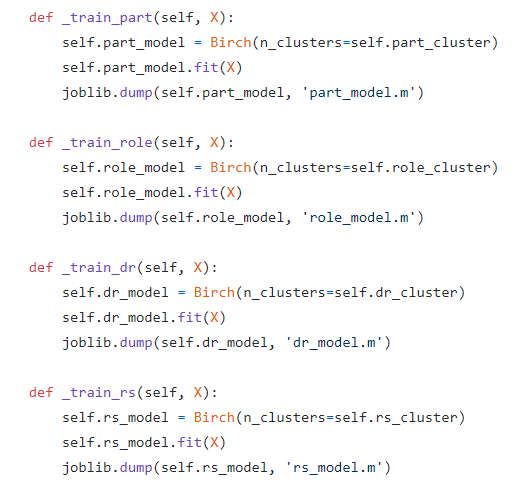 def _train_part(self, X):
    self.part_model = Birch(n_clusters=self.part_cluster)
    self.part_model.fit(X)
    joblib.dump(self.part_model, 'part_model.m')

def _train_role(self, X):
    self.role_model = Birch(n_clusters=self.role_cluster)
    self.role_model.fit(X)
    joblib.dump(self.role_model, 'role_model.m')

def _train_dr(self, X):
    self.dr_model = Birch(n_clusters=self.dr_cluster)
    self.dr_model.fit(X)
    joblib.dump(self.dr_model, 'dr_model.m')

def _train_rs(self, X):
    self.rs_model = Birch(n_clusters=self.rs_cluster)
    self.rs_model.fit(X)
    joblib.dump(self.rs_model, 'rs_model.m')